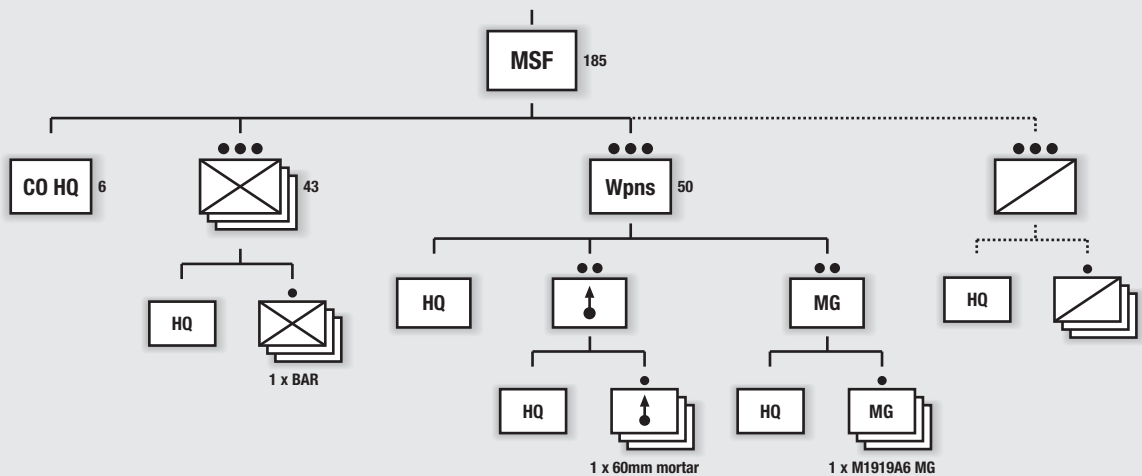 MSF 185
CO HQ 6
43
Wpns 50
HQ
MG
HQ
HQ
1 x BAR
HQ
HQ
MG
1 x 60mm mortar
1 x M1919A6 MG